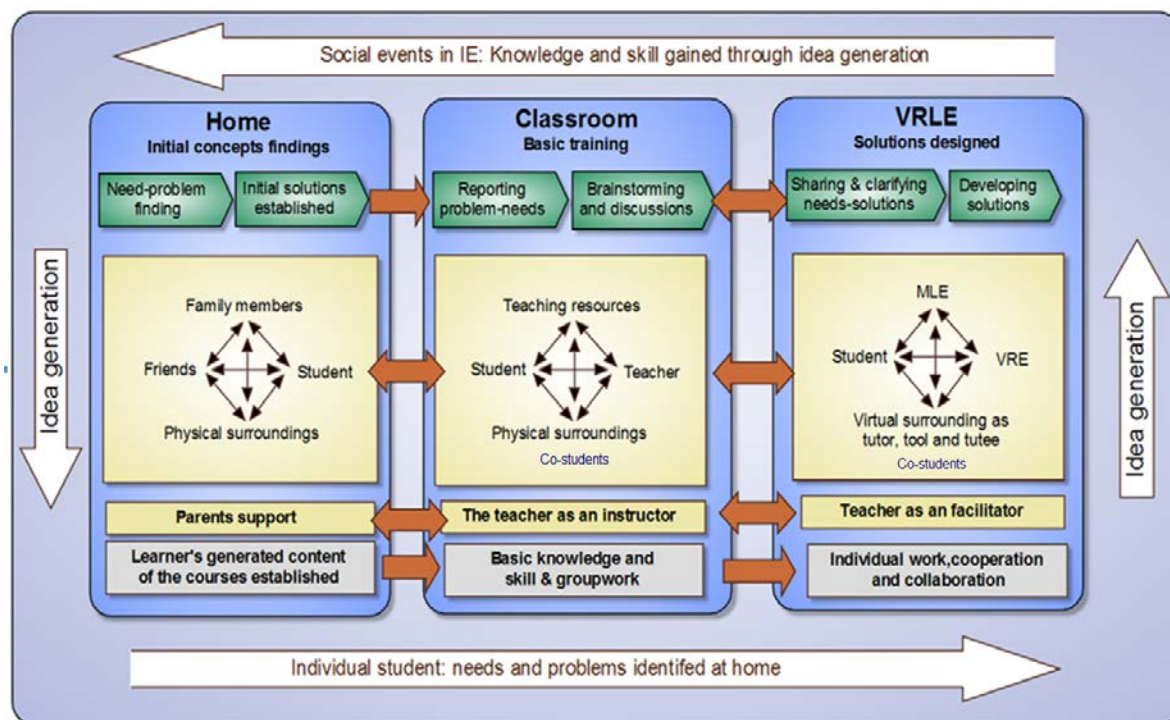 Social events in IE: Knowledge and skill gained through idea generation
Home
Initial concepts findings
Need-problem
finding
Initial solutions
established
Family members
Friends
Student
Physical surroundings
Parents support
Learner's generated content
of the courses established
Classroom
Basic training
Reporting
problem-needs
Brainstorming
and discussions
Teaching resources
Student
Teacher
Physical surroundings
Co-students
The teacher as an instructor
Basic knowledge and
skill & groupwork
VRLE
Solutions designed
Sharing & clarifying
needs-solutions
Developing
solutions
MLE
Student
VRE
Virtual surrounding as
tutor, tool and tutee
Co-students
Teacher as an facilitator
Individual work,cooperation
and collaboration
Idea generation
Idea generation
Individual student: needs and problems identifed at home